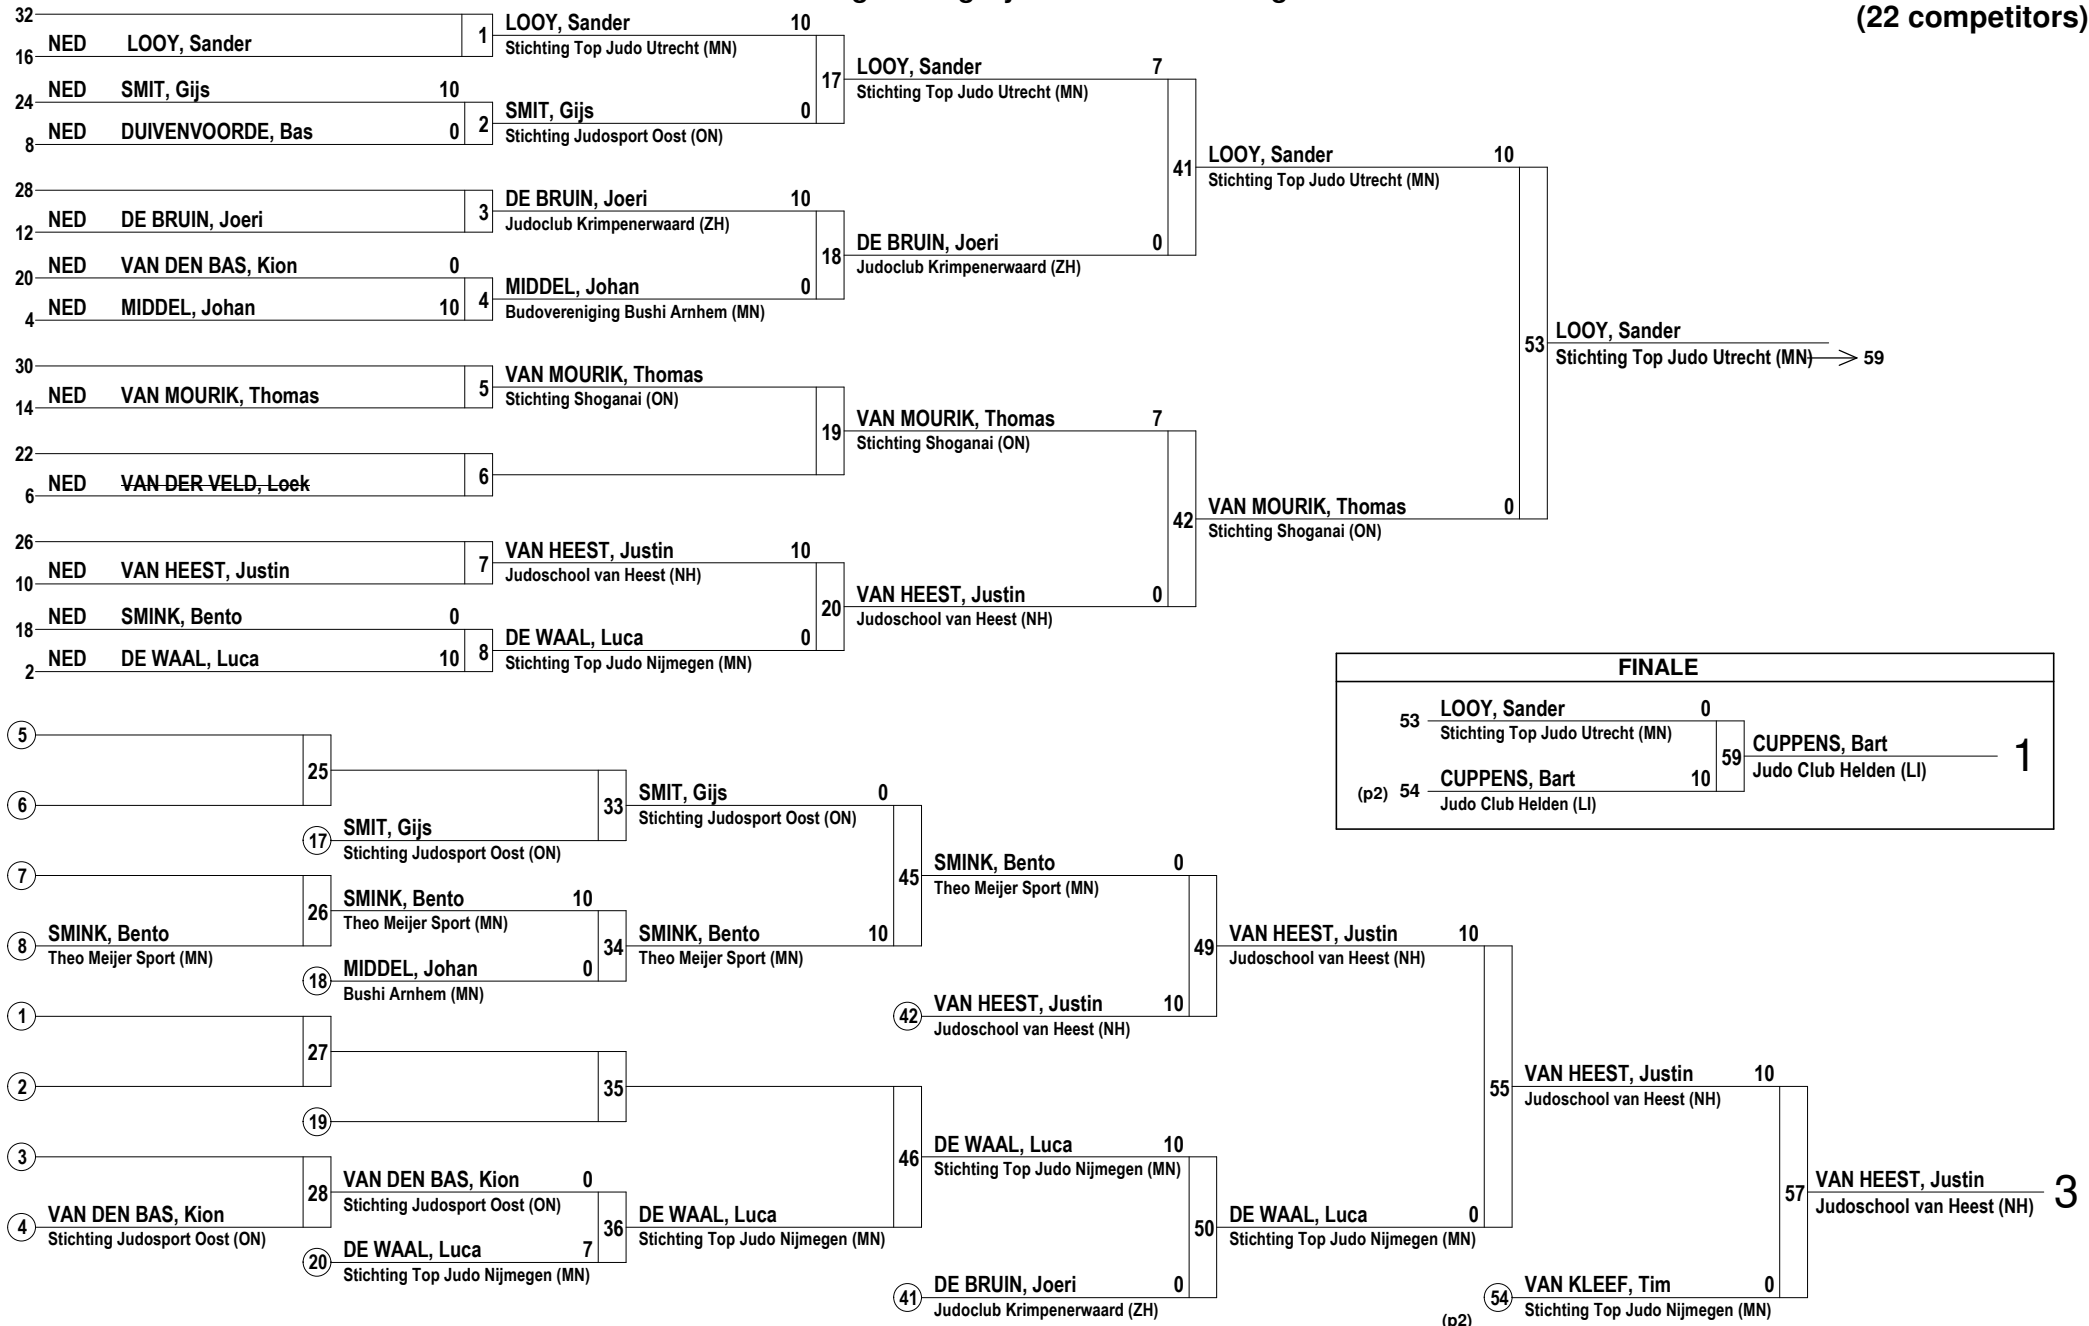 (22 competitors)
32
16 NED LOOY, Sander
1
24 NED SMIT, Gijs 10
8 NED DUIVENVOORDE, Bas 0
2
28
12 NED DE BRUIN, Joeri
3
20 NED VAN DEN BAS, Kion 0
4 NED MIDDEL, Johan 10
4
30
14 NED VAN MOURIK, Thomas
5
22
6 NED VAN DER VELD, Loek
6
26
10 NED VAN HEEST, Justin
7
18 NED SMINK, Bento 0
2 NED DE WAAL, Luca 10
8
LOOY, Sander 10
Stichting Top Judo Utrecht (MN)
17
SMIT, Gijs 0
Stichting Judosport Oost (ON)
DE BRUIN, Joeri 10
Judoclub Krimpenerwaard (ZH)
18
MIDDEL, Johan 0
Budovereniging Bushi Arnhem (MN)
VAN MOURIK, Thomas
Stichting Shoganai (ON)
19
VAN HEEST, Justin 10
Judoschool van Heest (NH)
20
DE WAAL, Luca 0
Stichting Top Judo Nijmegen (MN)
LOOY, Sander 7
Stichting Top Judo Utrecht (MN)
41
DE BRUIN, Joeri 0
Judoclub Krimpenerwaard (ZH)
VAN MOURIK, Thomas 7
Stichting Shoganai (ON)
42
VAN HEEST, Justin 0
Judoschool van Heest (NH)
LOOY, Sander 10
Stichting Top Judo Utrecht (MN)
53
VAN MOURIK, Thomas 0
Stichting Shoganai (ON)
LOOY, Sander
Stichting Top Judo Utrecht (MN) 59
FINALE
53 LOOY, Sander 0
Stichting Top Judo Utrecht (MN)
59
(p2) 54 CUPPENS, Bart 10
Judo Club Helden (LI)
CUPPENS, Bart 1
Judo Club Helden (LI)
5
25
6
7
26
8 SMINK, Bento
Theo Meijer Sport (MN)
1
27
2
3
28
4 VAN DEN BAS, Kion
Stichting Judosport Oost (ON)
33
17 SMIT, Gijs
Stichting Judosport Oost (ON)
SMINK, Bento 10
Theo Meijer Sport (MN)
34
18 MIDDEL, Johan 0
Bushi Arnhem (MN)
35
19
VAN DEN BAS, Kion 0
Stichting Judosport Oost (ON)
36
20 DE WAAL, Luca 7
Stichting Top Judo Nijmegen (MN)
SMIT, Gijs 0
Stichting Judosport Oost (ON)
45
SMINK, Bento 10
Theo Meijer Sport (MN)
46
DE WAAL, Luca
Stichting Top Judo Nijmegen (MN)
SMINK, Bento 0
Theo Meijer Sport (MN)
49
42 VAN HEEST, Justin 10
Judoschool van Heest (NH)
DE WAAL, Luca 10
Stichting Top Judo Nijmegen (MN)
50
41 DE BRUIN, Joeri 0
Judoclub Krimpenerwaard (ZH)
VAN HEEST, Justin 10
Judoschool van Heest (NH)
55
DE WAAL, Luca 0
Stichting Top Judo Nijmegen (MN)
VAN HEEST, Justin 10
Judoschool van Heest (NH)
57
54 VAN KLEEF, Tim 0
(p2) Stichting Top Judo Nijmegen (MN)
VAN HEEST, Justin 3
Judoschool van Heest (NH)